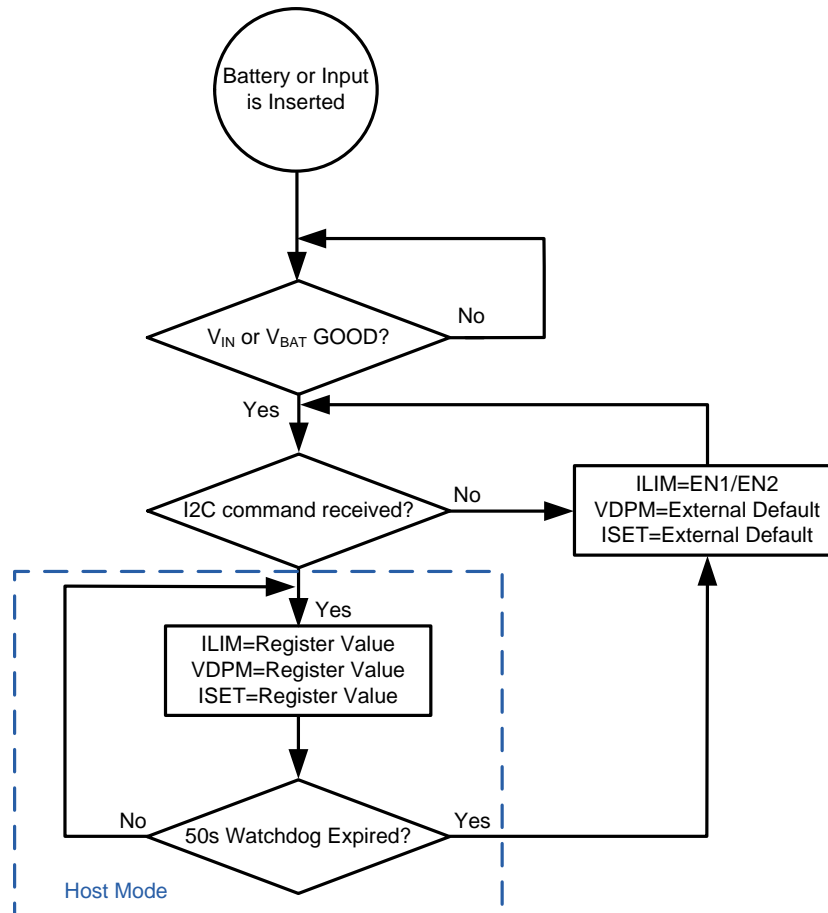 Battery or Input
is Inserted
No
V_IN or V_BAT GOOD?
Yes
I2C command received?
No
ILIM=EN1/EN2
VDPM=External Default
ISET=External Default
Yes
ILIM=Register Value
VDPM=Register Value
ISET=Register Value
No
50s Watchdog Expired?
Yes
Host Mode